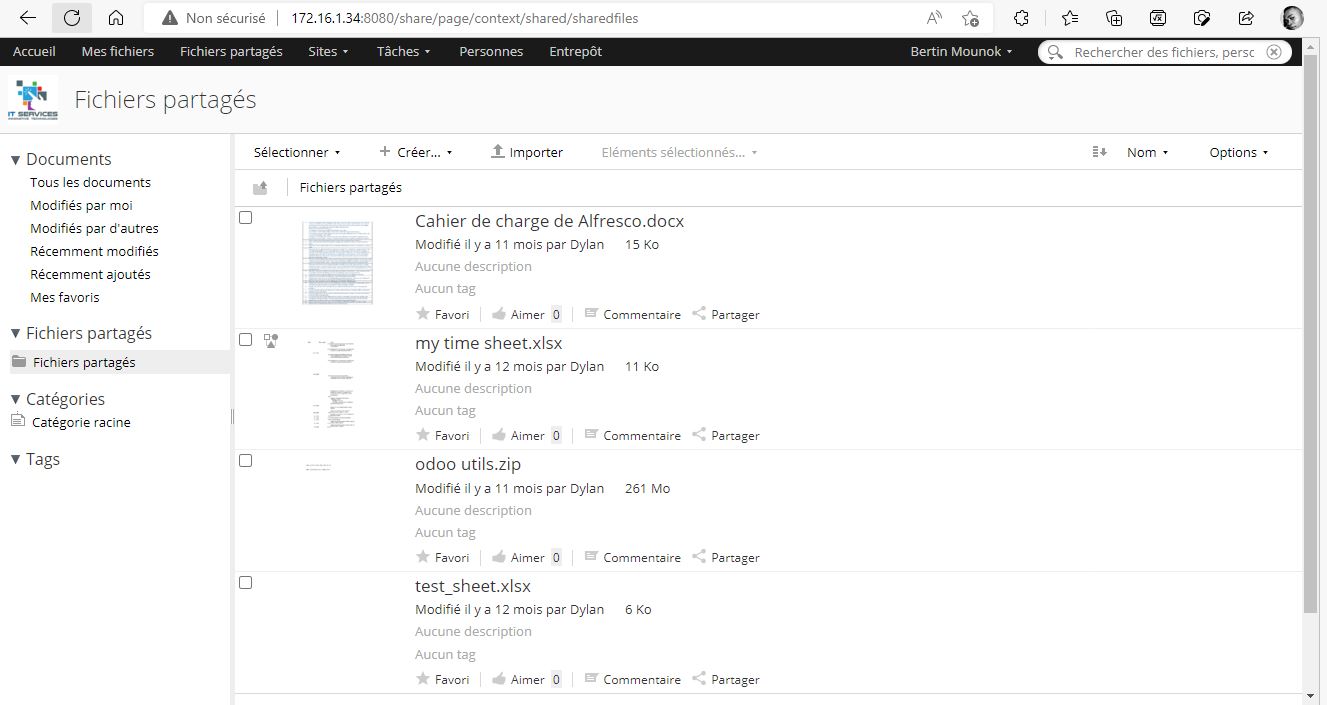 Non sécurisé 172.16.1.34:8080/share/page/context/shared/sharedfiles
Accueil Mes fichiers Fichiers partagés Sites Tâches Personnes Entrepôt Bertin Mounok Rechercher des fichiers, persc
IT SERVICES
Fichiers partagés
Documents
Tous les documents
Modifiés par moi
Modifiés par d'autres
Récemment modifiés
Récemment ajoutés
Mes favoris
Fichiers partagés
Fichiers partagés
Catégories
Catégorie racine
Tags
Sélectionner Créer... Importer Eléments sélectionnés... Nom Options
Fichiers partagés
Cahier de charge de Alfresco.docx
Modifié il y a 11 mois par Dylan 15 Ko
Aucune description
Aucun tag
Favori Aimer 0 Commentaire Partager
my time sheet.xlsx
Modifié il y a 12 mois par Dylan 11 Ko
Aucune description
Aucun tag
Favori Aimer 0 Commentaire Partager
odoo utils.zip
Modifié il y a 11 mois par Dylan 261 Mo
Aucune description
Aucun tag
Favori Aimer 0 Commentaire Partager
test_sheet.xlsx
Modifié il y a 12 mois par Dylan 6 Ko
Aucune description
Aucun tag
Favori Aimer 0 Commentaire Partager